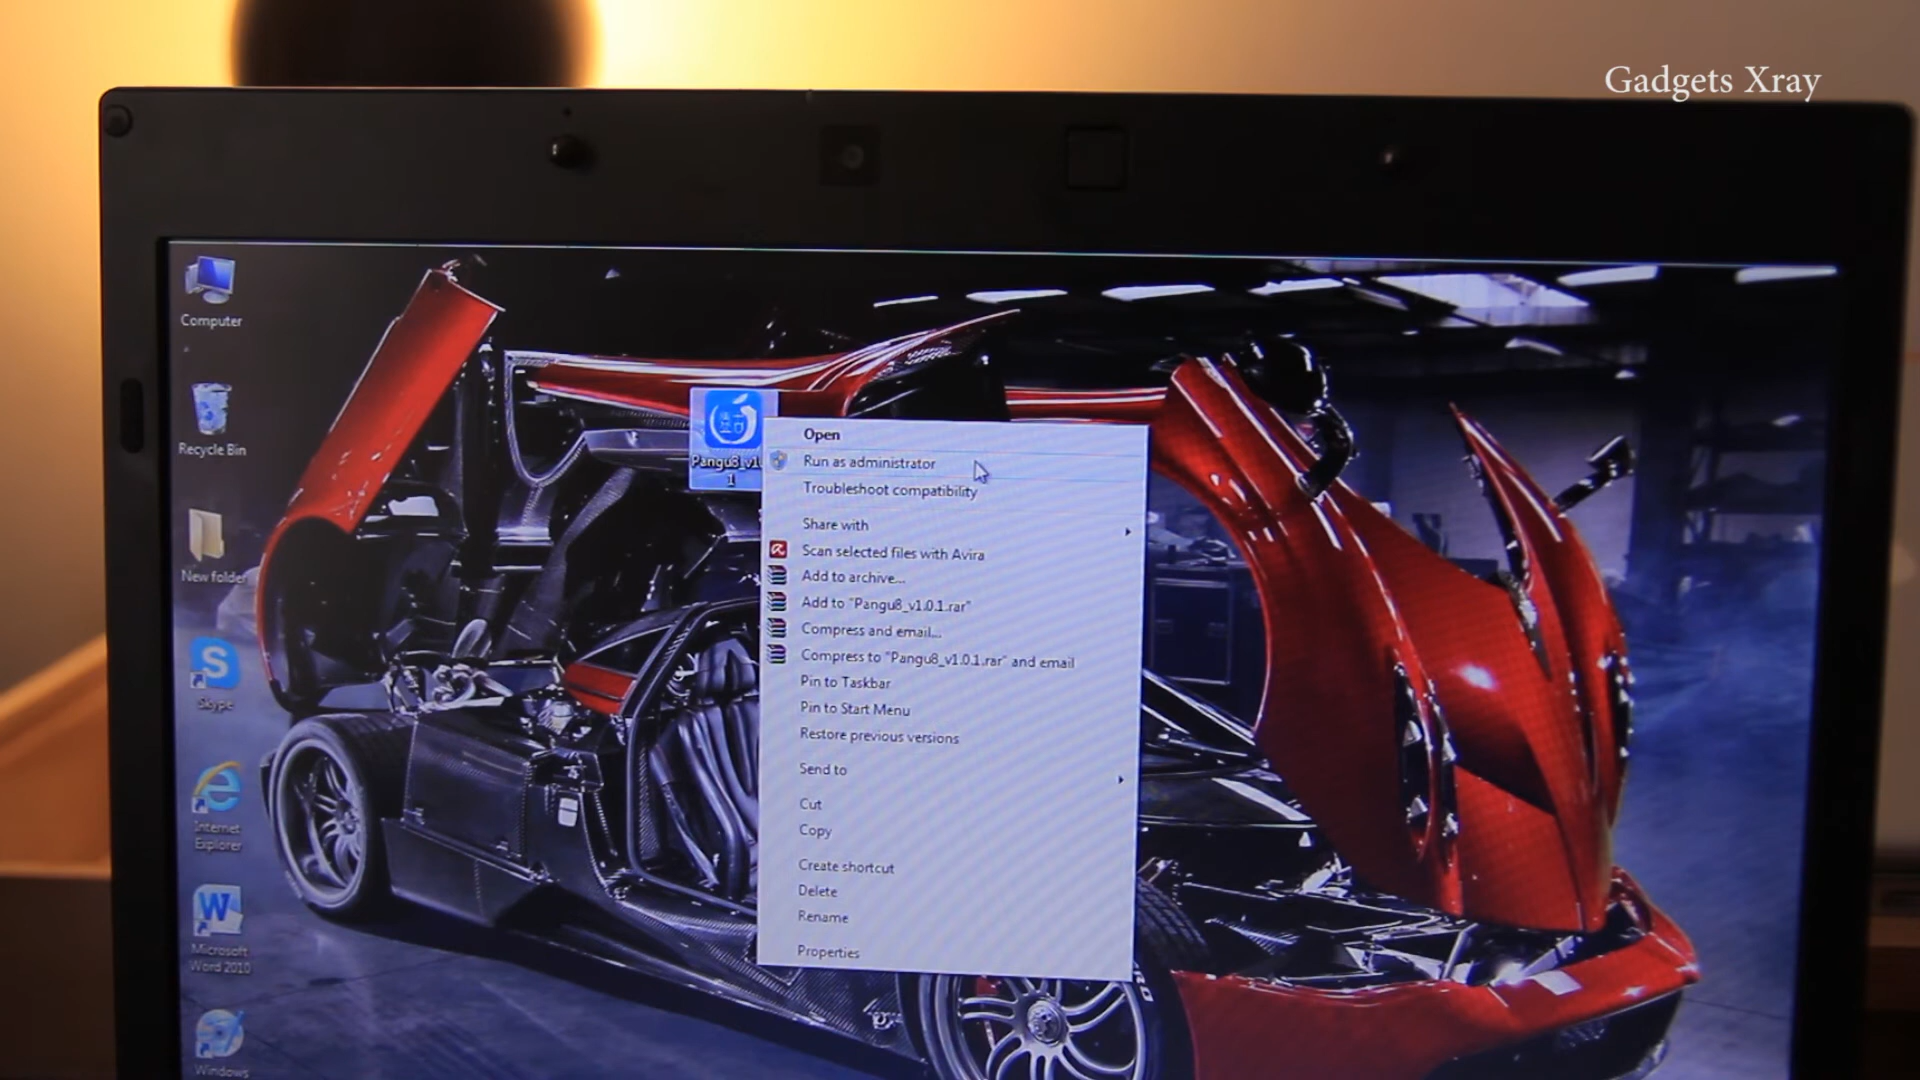 Gadgets Xray
Computer
Recycle Bin
New folder
Skype
Internet
Explorer
Microsoft
Word 2010
Windows
Pangu8_v1.0
1
Open
Run as administrator
Troubleshoot compatibility
Share with
Scan selected files with Avira
Add to archive...
Add to "Pangu8_v1.0.1.rar"
Compress and email...
Compress to "Pangu8_v1.0.1.rar" and email
Pin to Taskbar
Pin to Start Menu
Restore previous versions
Send to
Cut
Copy
Create shortcut
Delete
Rename
Properties